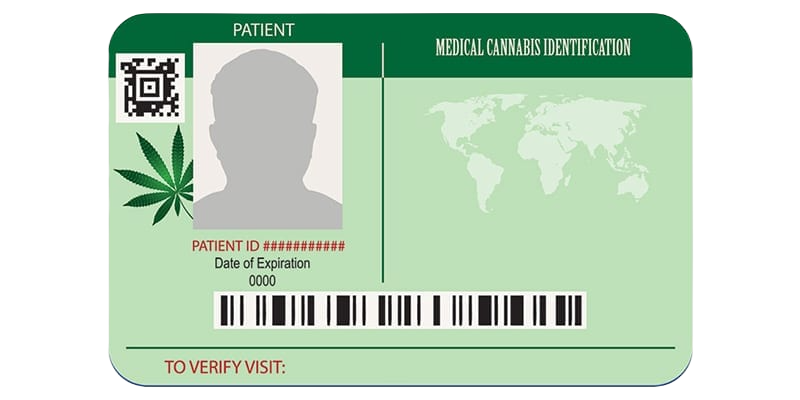 PATIENT
MEDICAL CANNABIS IDENTIFICATION
PATIENT ID ###########
Date of Expiration
0000
TO VERIFY VISIT: